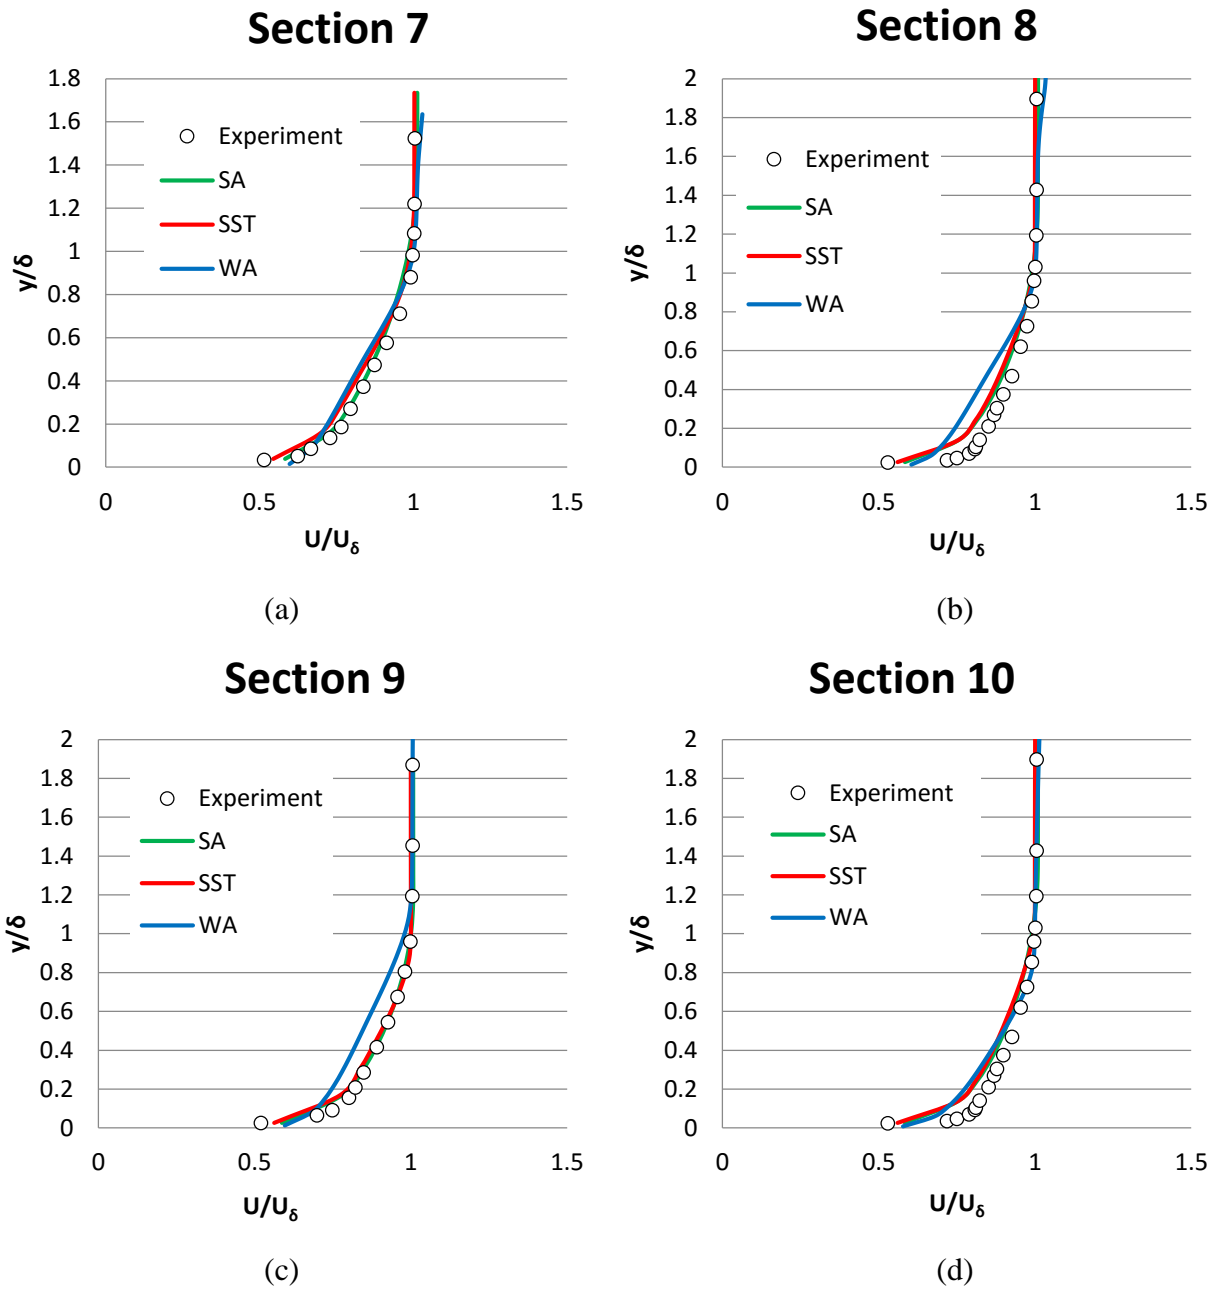 Section 7
1.8
1.6
1.4
1.2
1
0.8
0.6
0.4
0.2
0
y/δ
Experiment
SA
SST
WA
0
0.5
1
1.5
U/Uδ
(a)
Section 8
2
1.8
1.6
1.4
1.2
1
0.8
0.6
0.4
0.2
0
y/δ
Experiment
SA
SST
WA
0
0.5
1
1.5
U/Uδ
(b)
Section 9
2
1.8
1.6
1.4
1.2
1
0.8
0.6
0.4
0.2
0
y/δ
Experiment
SA
SST
WA
0
0.5
1
1.5
U/Uδ
(c)
Section 10
2
1.8
1.6
1.4
1.2
1
0.8
0.6
0.4
0.2
0
y/δ
Experiment
SA
SST
WA
0
0.5
1
1.5
U/Uδ
(d)